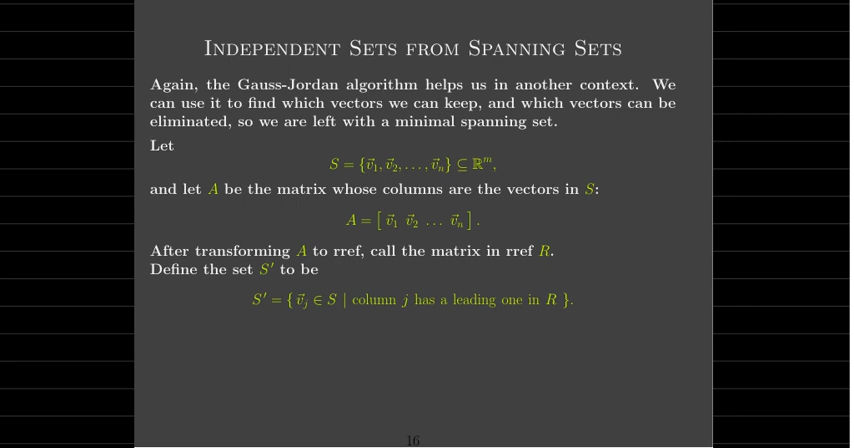 Independent Sets from Spanning Sets
Again, the Gauss-Jordan algorithm helps us in another context. We
can use it to find which vectors we can keep, and which vectors can be
eliminated, so we are left with a minimal spanning set.
Let
S = {v⃗₁, v⃗₂, . . . , v⃗ₙ} ⊆ ℝᵐ,
and let A be the matrix whose columns are the vectors in S:
A = [ v⃗₁ v⃗₂ . . . v⃗ₙ ] .
After transforming A to rref, call the matrix in rref R.
Define the set S′ to be
S′ = { v⃗ⱼ ∈ S | column j has a leading one in R }.
16